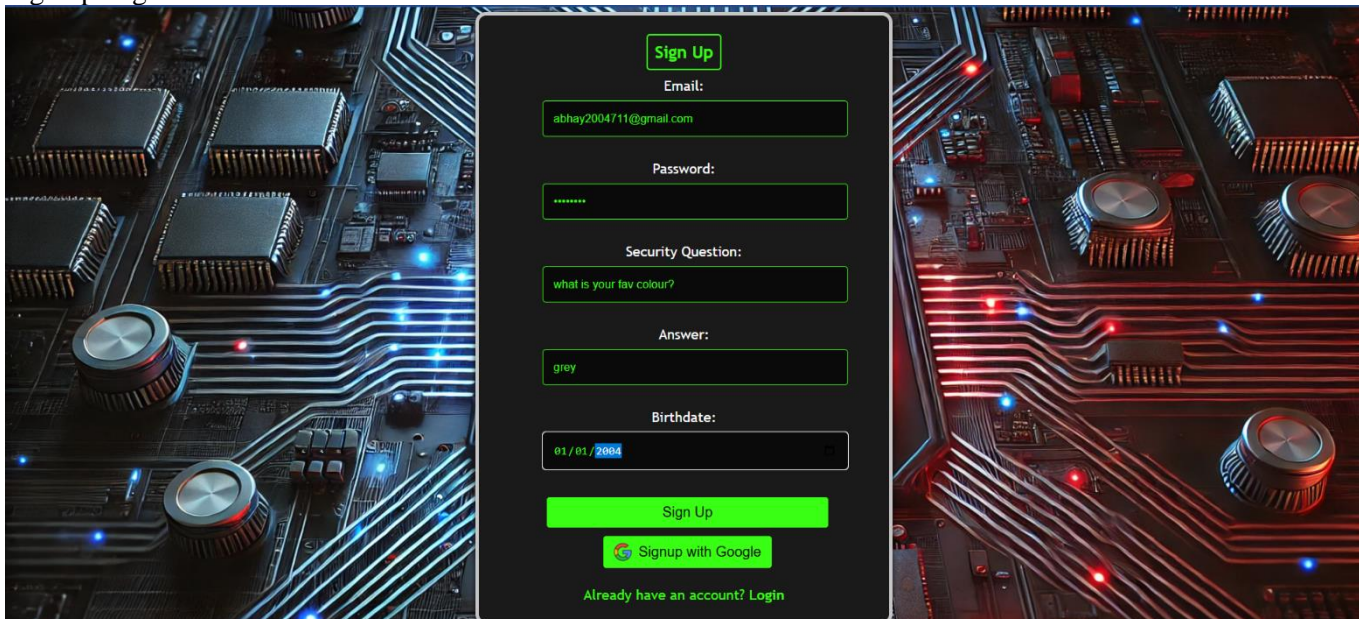 Sign Up
Email:
abhay2004711@gmail.com
Password:
••••••••
Security Question:
what is your fav colour?
Answer:
grey
Birthdate:
01/01/2004
Sign Up
Signup with Google
Already have an account? Login